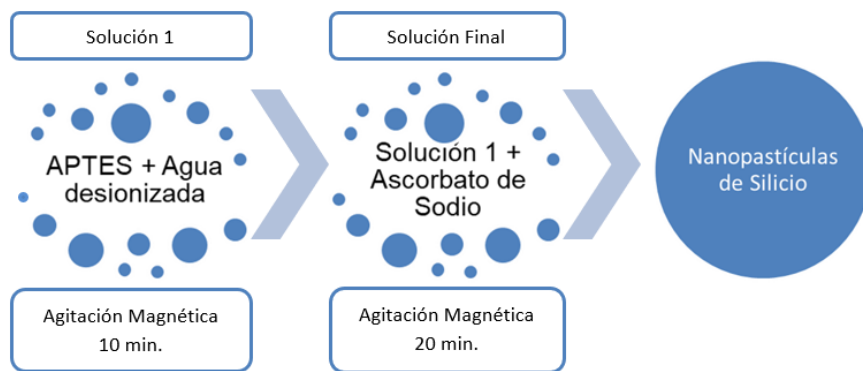 Solución 1
Solución Final
APTES + Agua
desionizada
Solución 1 +
Ascorbato de
Sodio
Nanopastículas
de Silicio
Agitación Magnética
10 min.
Agitación Magnética
20 min.